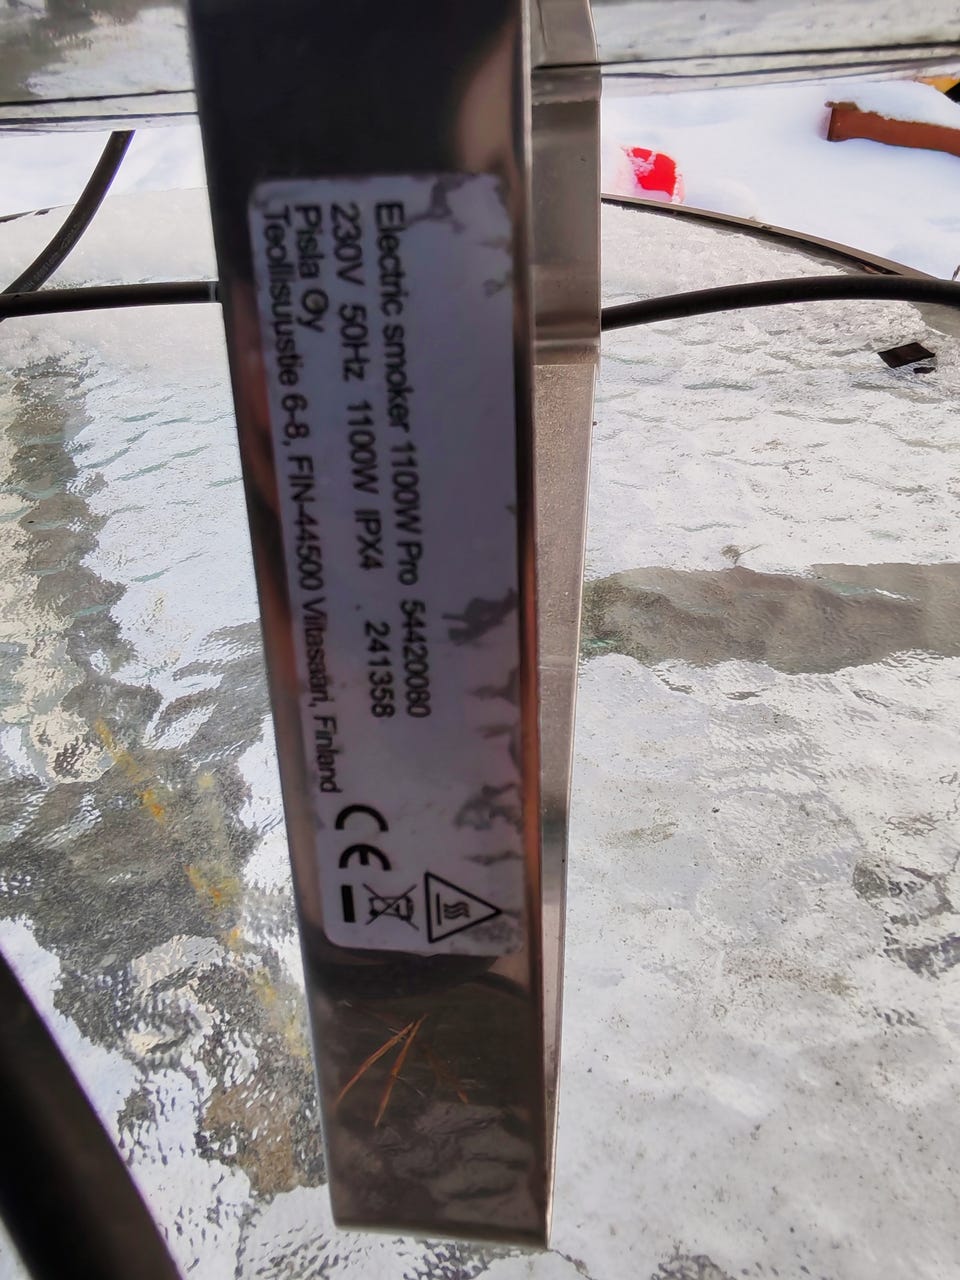 Electric smoker 1100W Pro 54420080
230V 50Hz 1100W IPX4 241358
Pisla Oy
Teollisuustie 6-8, FIN-44500 Viitasaari, Finland
CE